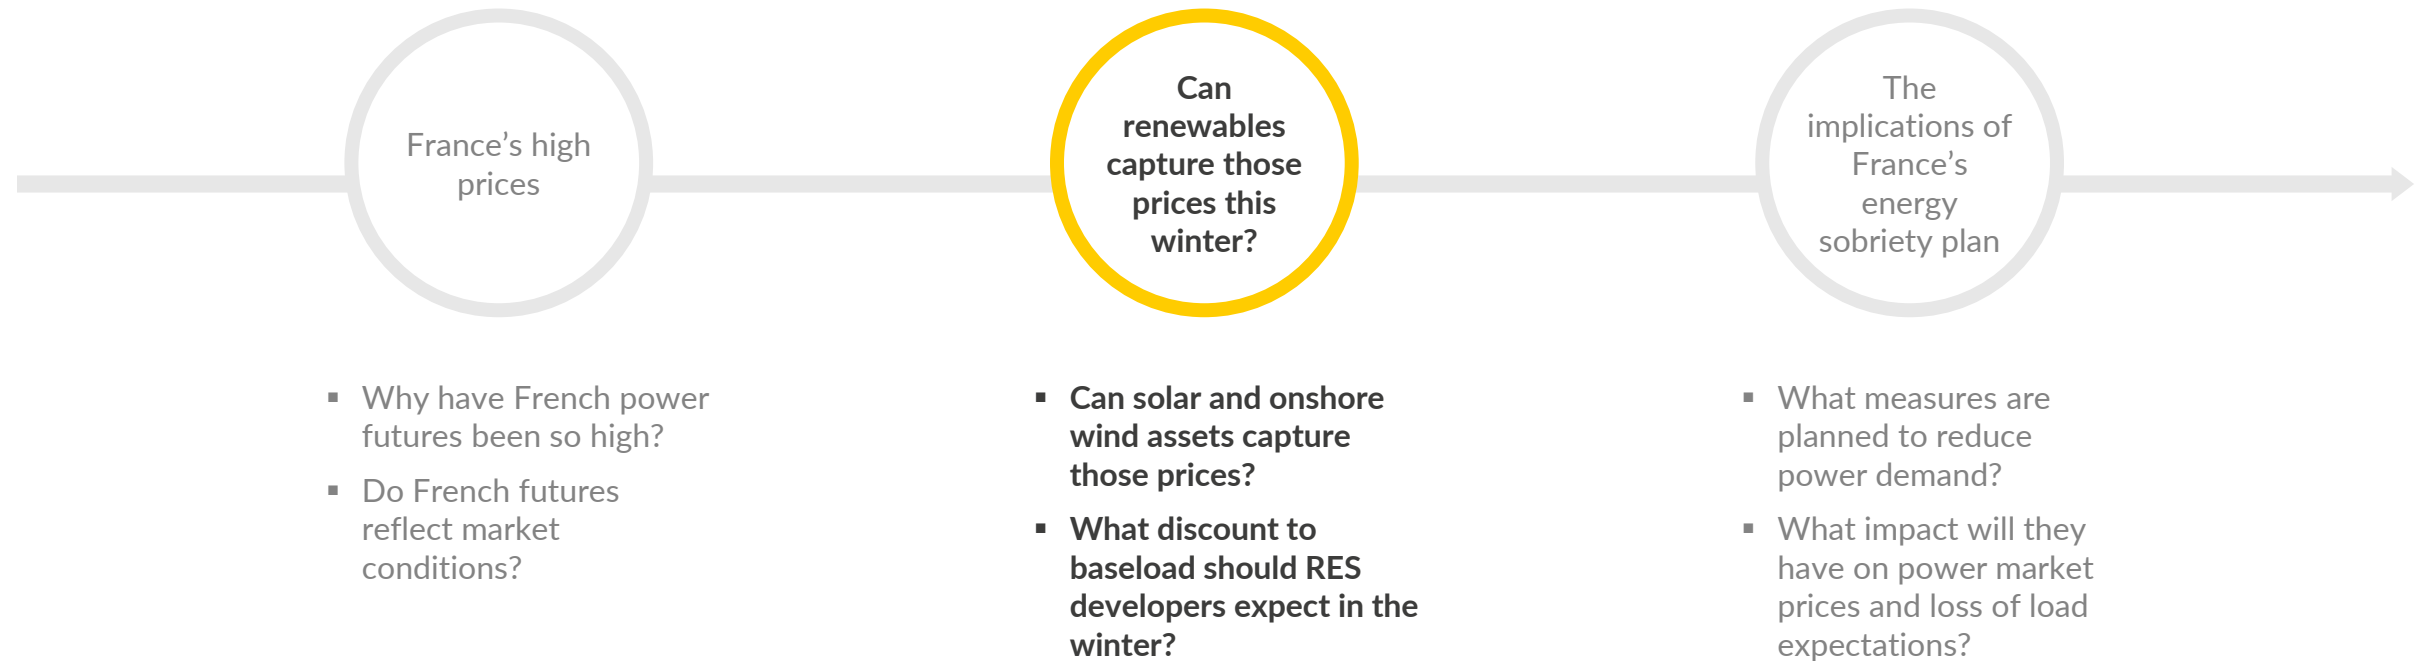 France’s high
prices
Can
renewables
capture those
prices this
winter?
The
implications of
France’s
energy
sobriety plan
▪ Why have French power
futures been so high?
▪ Do French futures
reflect market
conditions?
▪ Can solar and onshore
wind assets capture
those prices?
▪ What discount to
baseload should RES
developers expect in the
winter?
▪ What measures are
planned to reduce
power demand?
▪ What impact will they
have on power market
prices and loss of load
expectations?